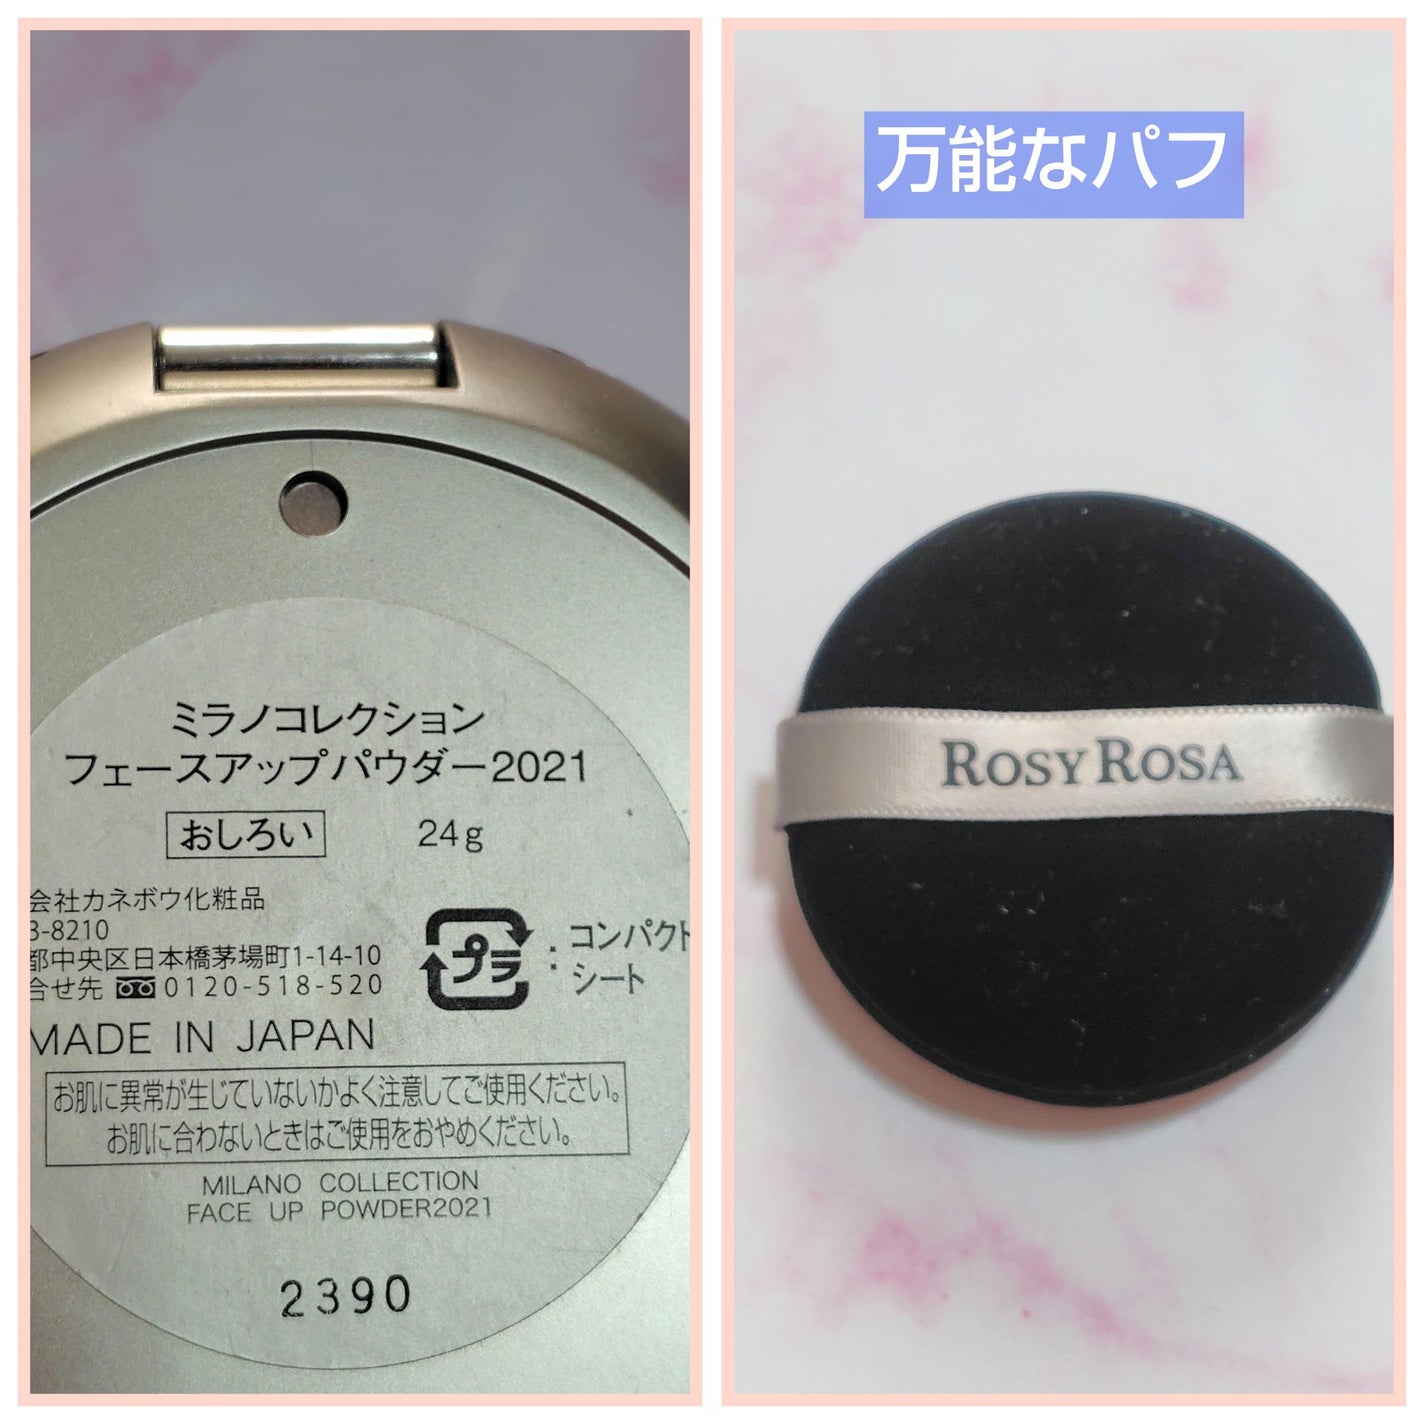 ミラノコレクション
フェースアップパウダー2021
おしろい 24g
会社カネボウ化粧品
3-8210
都中央区日本橋茅場町1-14-10
合せ先 0120-518-520
プラ : コンパクト
シート
MADE IN JAPAN
お肌に異常が生じていないかよく注意してご使用ください。
お肌に合わないときはご使用をおやめください。
MILANO COLLECTION
FACE UP POWDER2021
2390
万能なパフ
ROSY ROSA